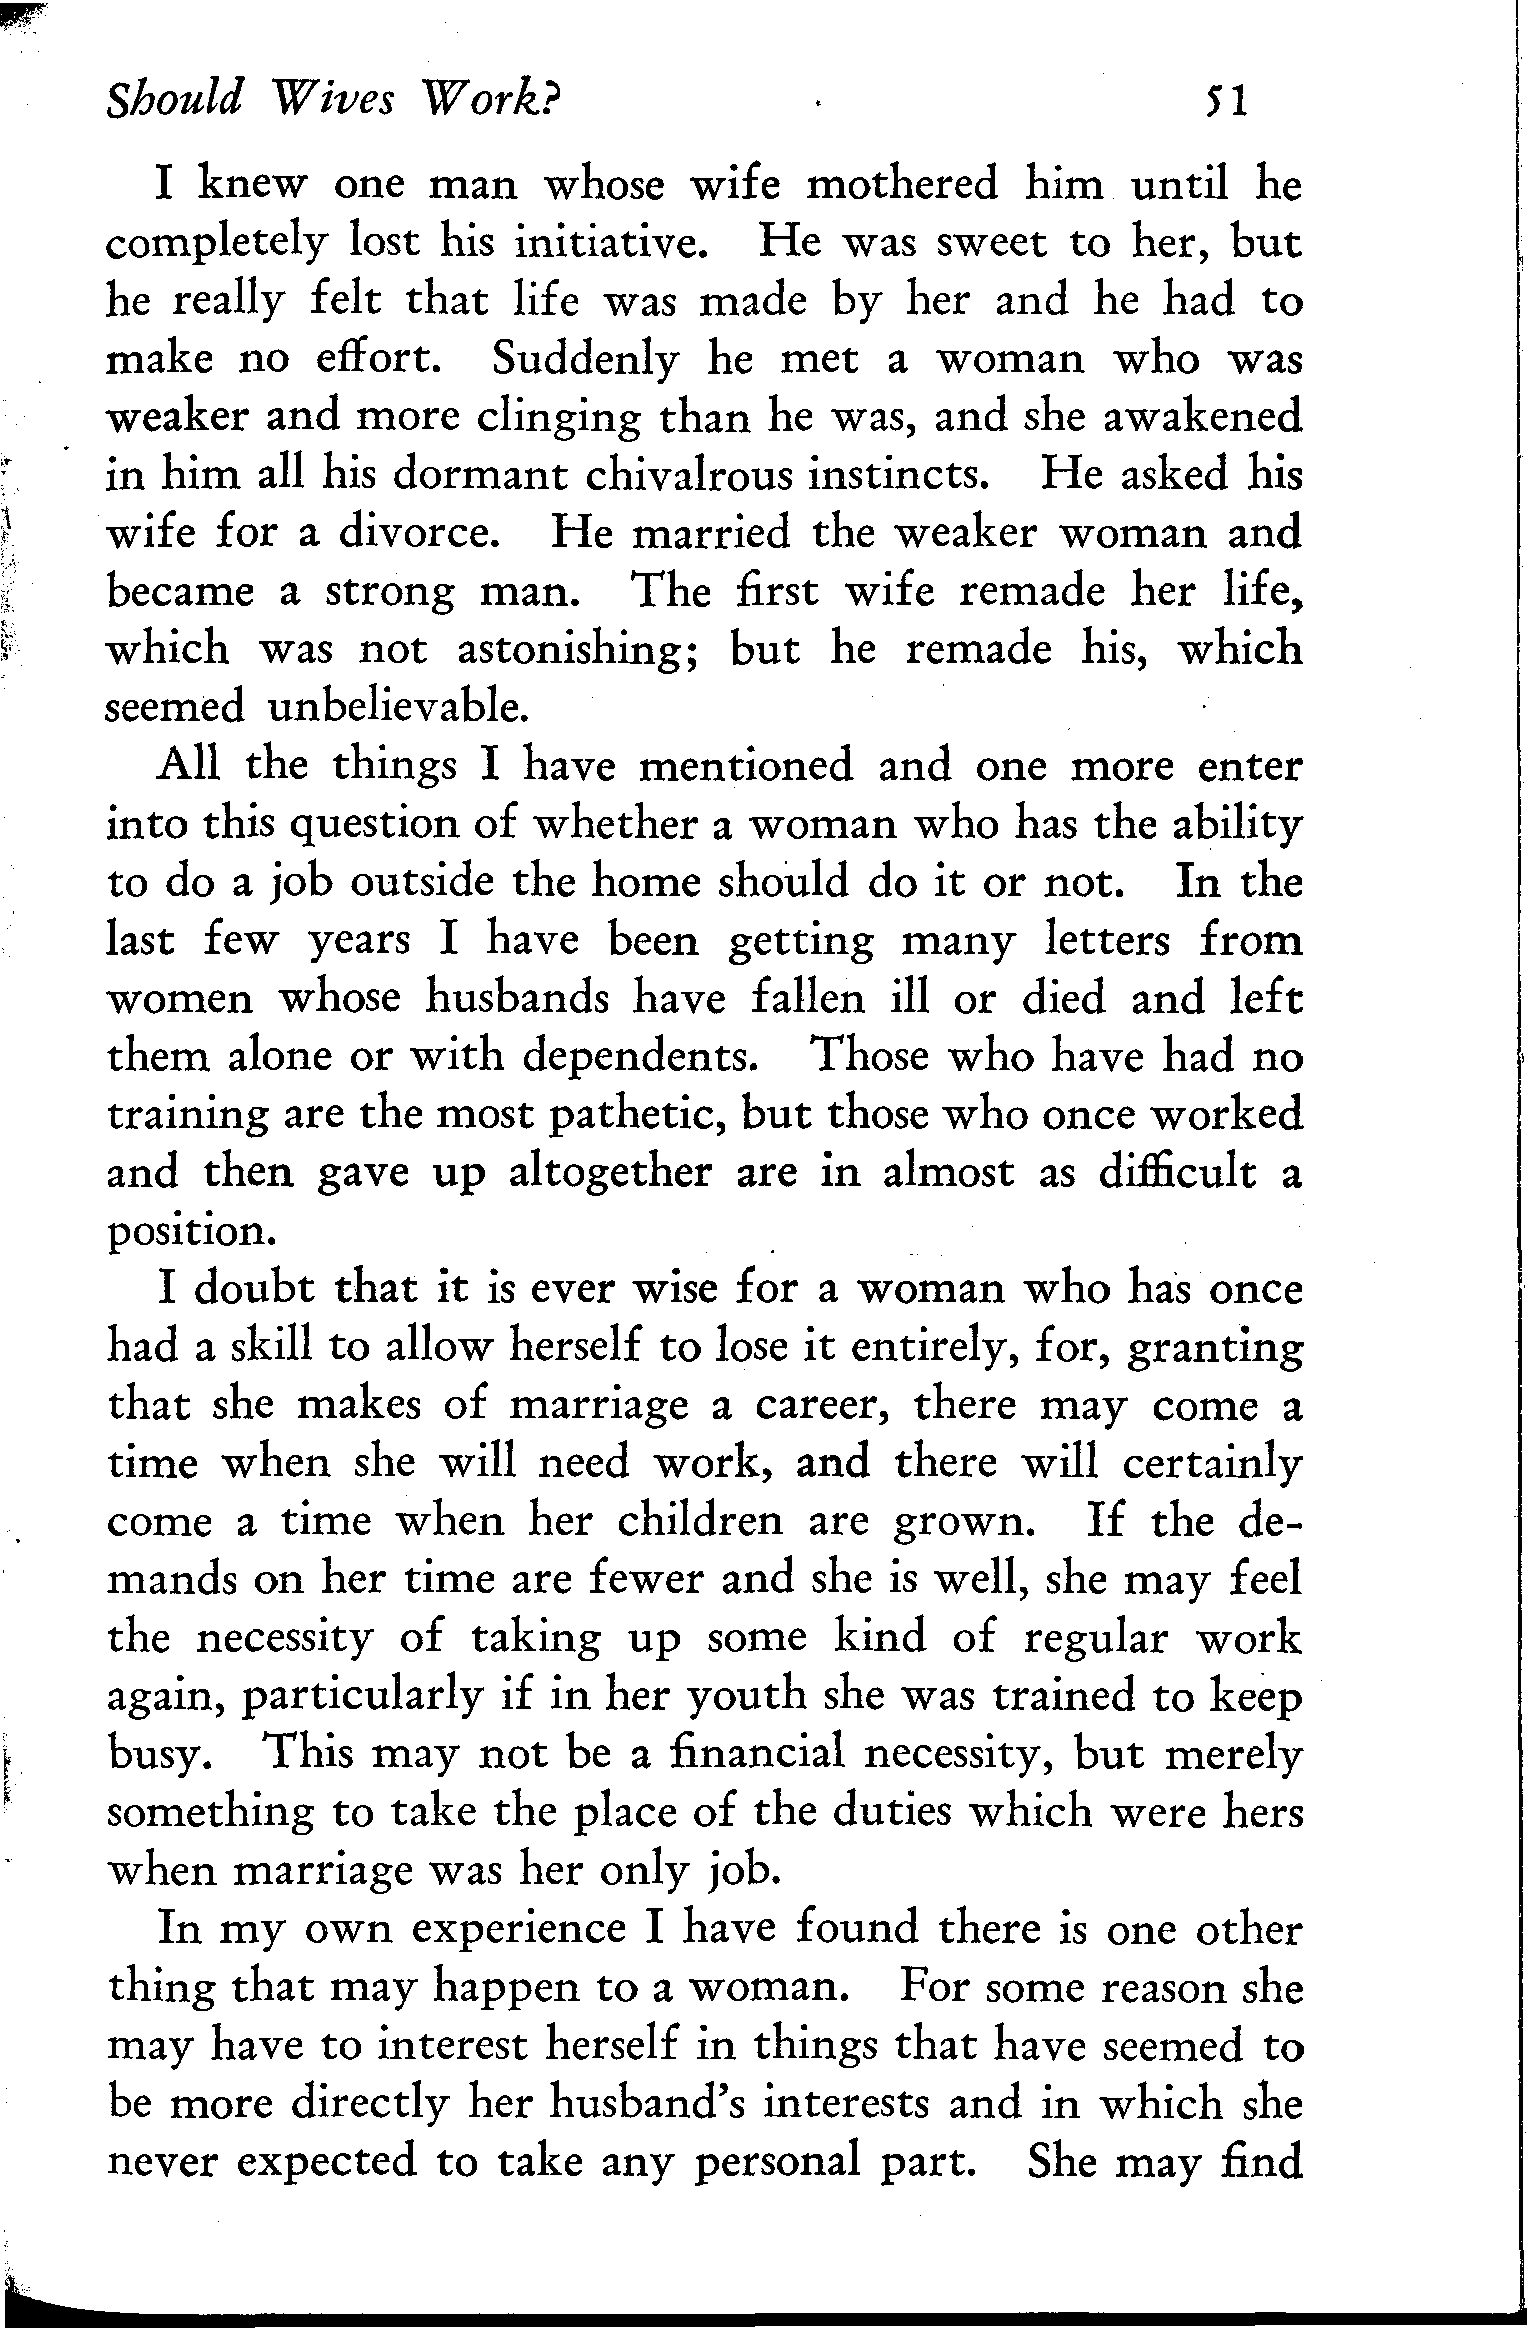 Should Wives Work? 51
I knew one man whose wife mothered him until he
completely lost his initiative. He was sweet to her, but
he really felt that life was made by her and he had to
make no effort. Suddenly he met a woman who was
weaker and more clinging than he was, and she awakened
in him all his dormant chivalrous instincts. He asked his
wife for a divorce. He married the weaker woman and
became a strong man. The first wife remade her life,
which was not astonishing; but he remade his, which
seemed unbelievable.
All the things I have mentioned and one more enter
into this question of whether a woman who has the ability
to do a job outside the home should do it or not. In the
last few years I have been getting many letters from
women whose husbands have fallen ill or died and left
them alone or with dependents. Those who have had no
training are the most pathetic, but those who once worked
and then gave up altogether are in almost as difficult a
position.
I doubt that it is ever wise for a woman who has once
had a skill to allow herself to lose it entirely, for, granting
that she makes of marriage a career, there may come a
time when she will need work, and there will certainly
come a time when her children are grown. If the de-
mands on her time are fewer and she is well, she may feel
the necessity of taking up some kind of regular work
again, particularly if in her youth she was trained to keep
busy. This may not be a financial necessity, but merely
something to take the place of the duties which were hers
when marriage was her only job.
In my own experience I have found there is one other
thing that may happen to a woman. For some reason she
may have to interest herself in things that have seemed to
be more directly her husband's interests and in which she
never expected to take any personal part. She may find